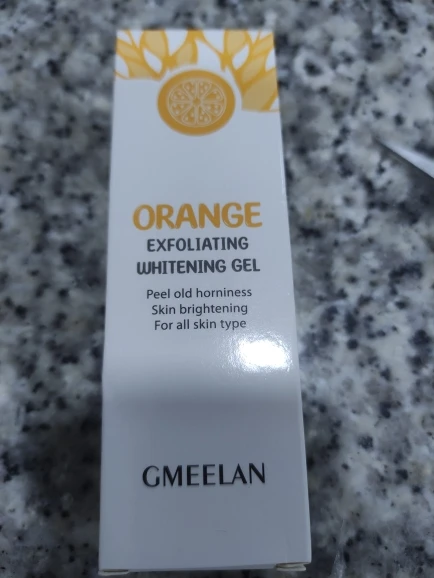 ORANGE
EXFOLIATING
WHITENING GEL
Peel old horniness
Skin brightening
For all skin type
GMEELAN